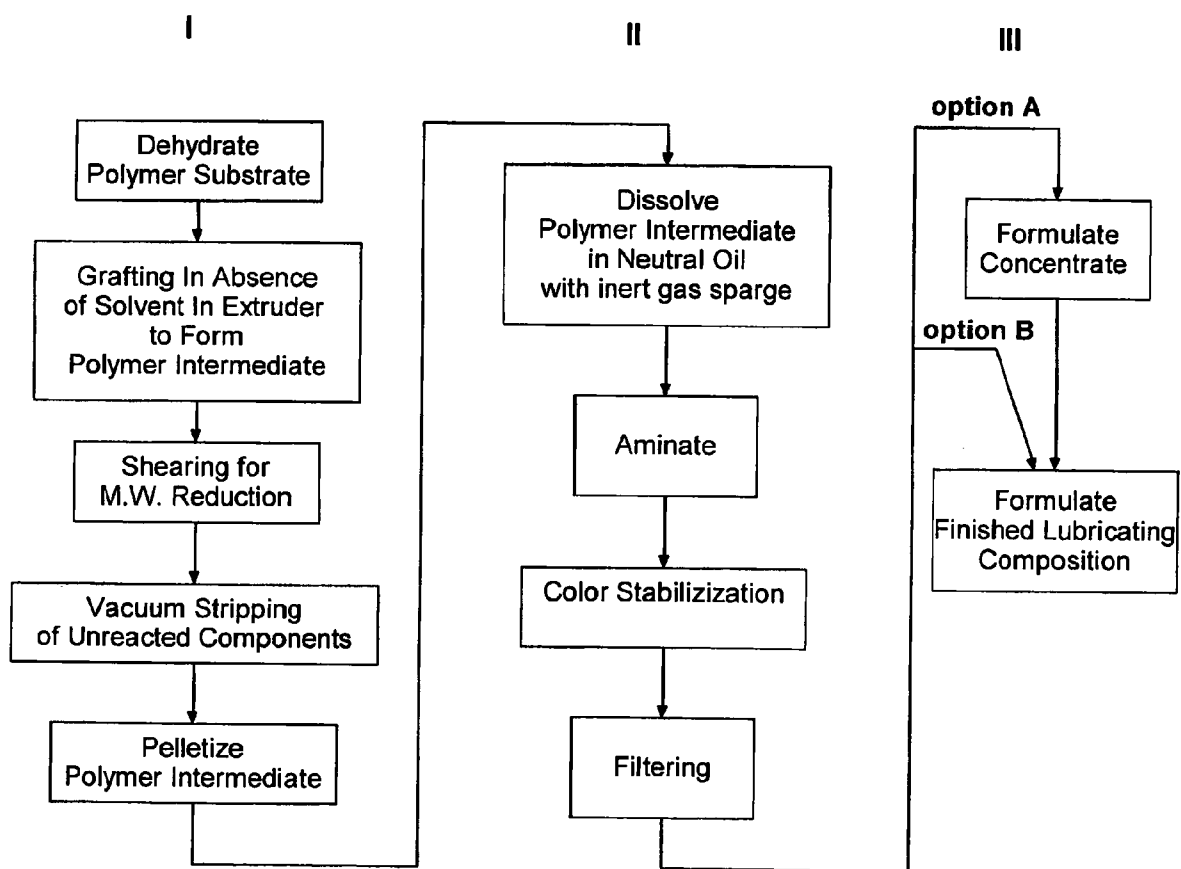 I
Dehydrate
Polymer Substrate
Grafting In Absence
of Solvent In Extruder
to Form
Polymer Intermediate
Shearing for
M.W. Reduction
Vacuum Stripping
of Unreacted Components
Pelletize
Polymer Intermediate
II
Dissolve
Polymer Intermediate
in Neutral Oil
with inert gas sparge
Aminate
Color Stabilizization
Filtering
III
option A
Formulate
Concentrate
option B
Formulate
Finished Lubricating
Composition